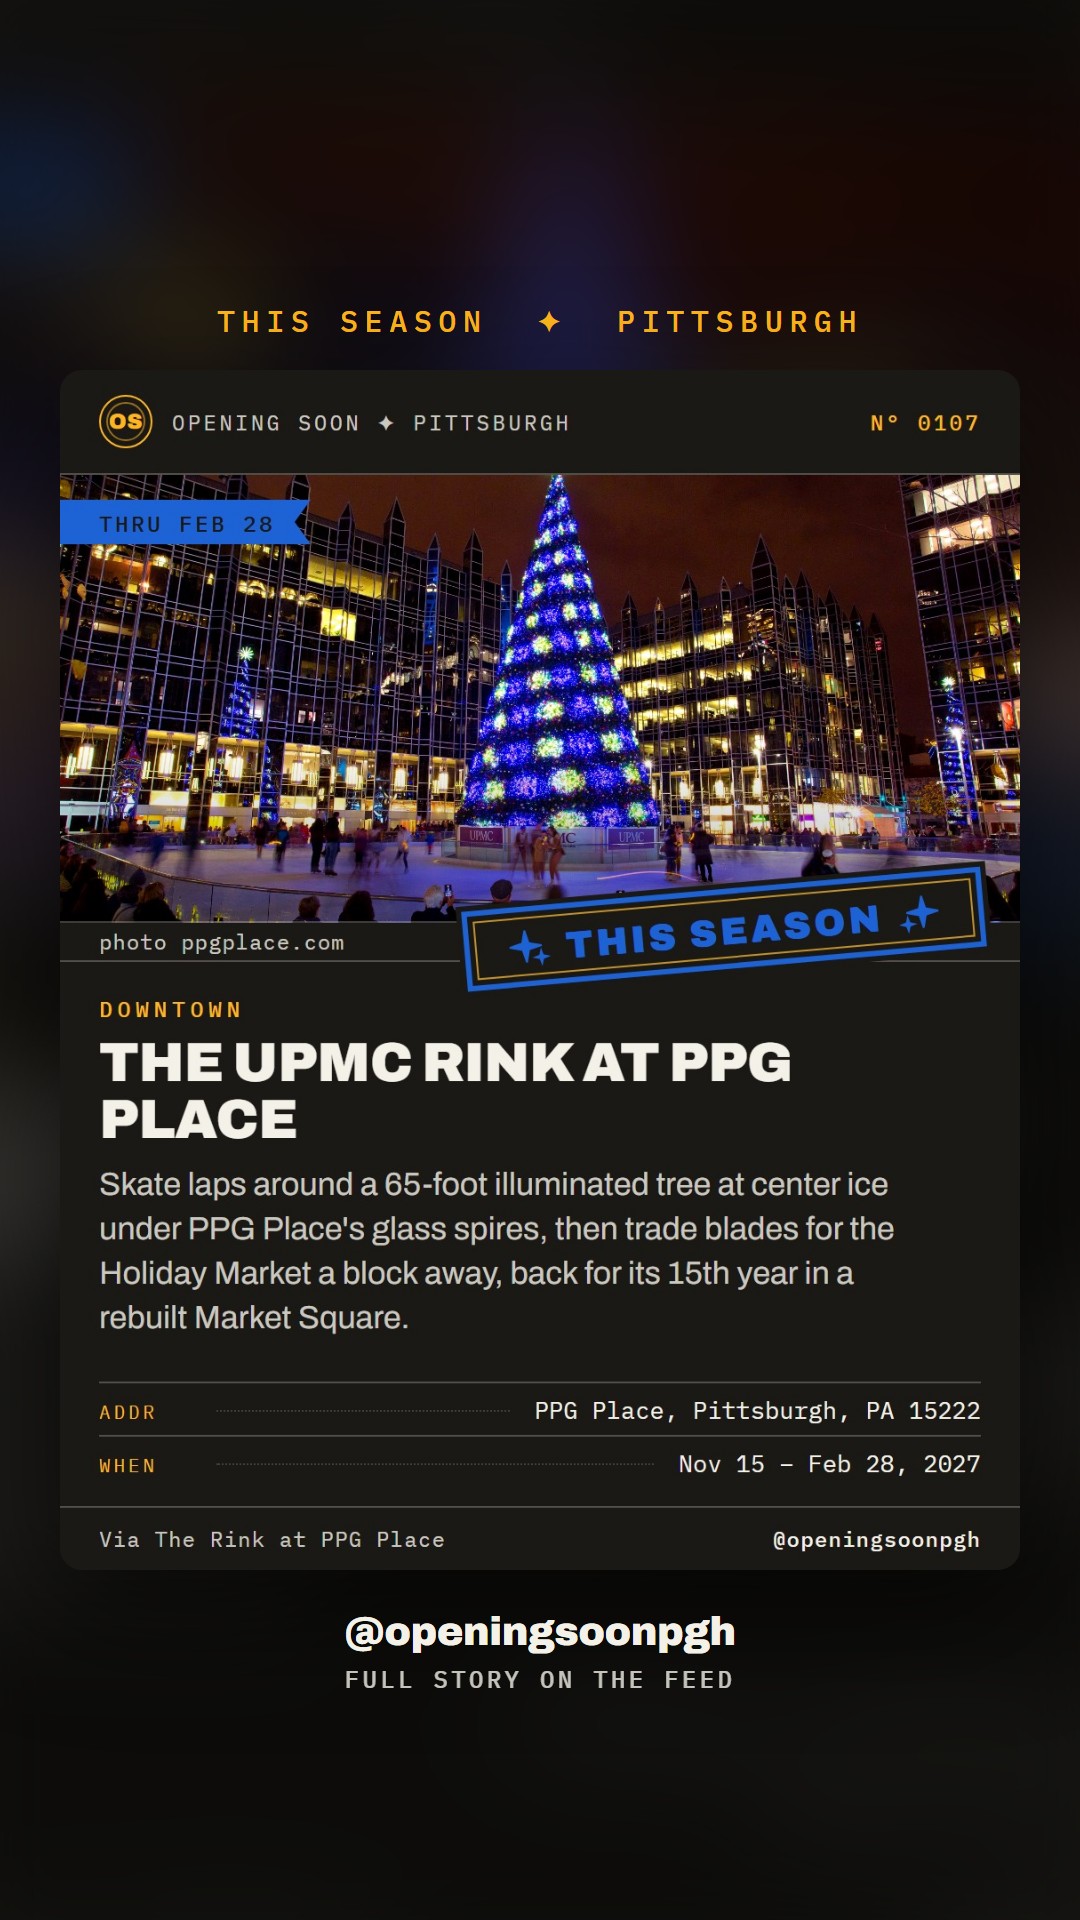 THIS SEASON ✦ PITTSBURGH
OS OPENING SOON ✦ PITTSBURGH N° 0107
THRU FEB 28
UPMC MC UPMC
THIS SEASON
photo ppgplace.com
DOWNTOWN
THE UPMC RINK AT PPG
PLACE
Skate laps around a 65-foot illuminated tree at center ice
under PPG Place's glass spires, then trade blades for the
Holiday Market a block away, back for its 15th year in a
rebuilt Market Square.
ADDR PPG Place, Pittsburgh, PA 15222
WHEN Nov 15 – Feb 28, 2027
Via The Rink at PPG Place @openingsoonpgh
@openingsoonpgh
FULL STORY ON THE FEED